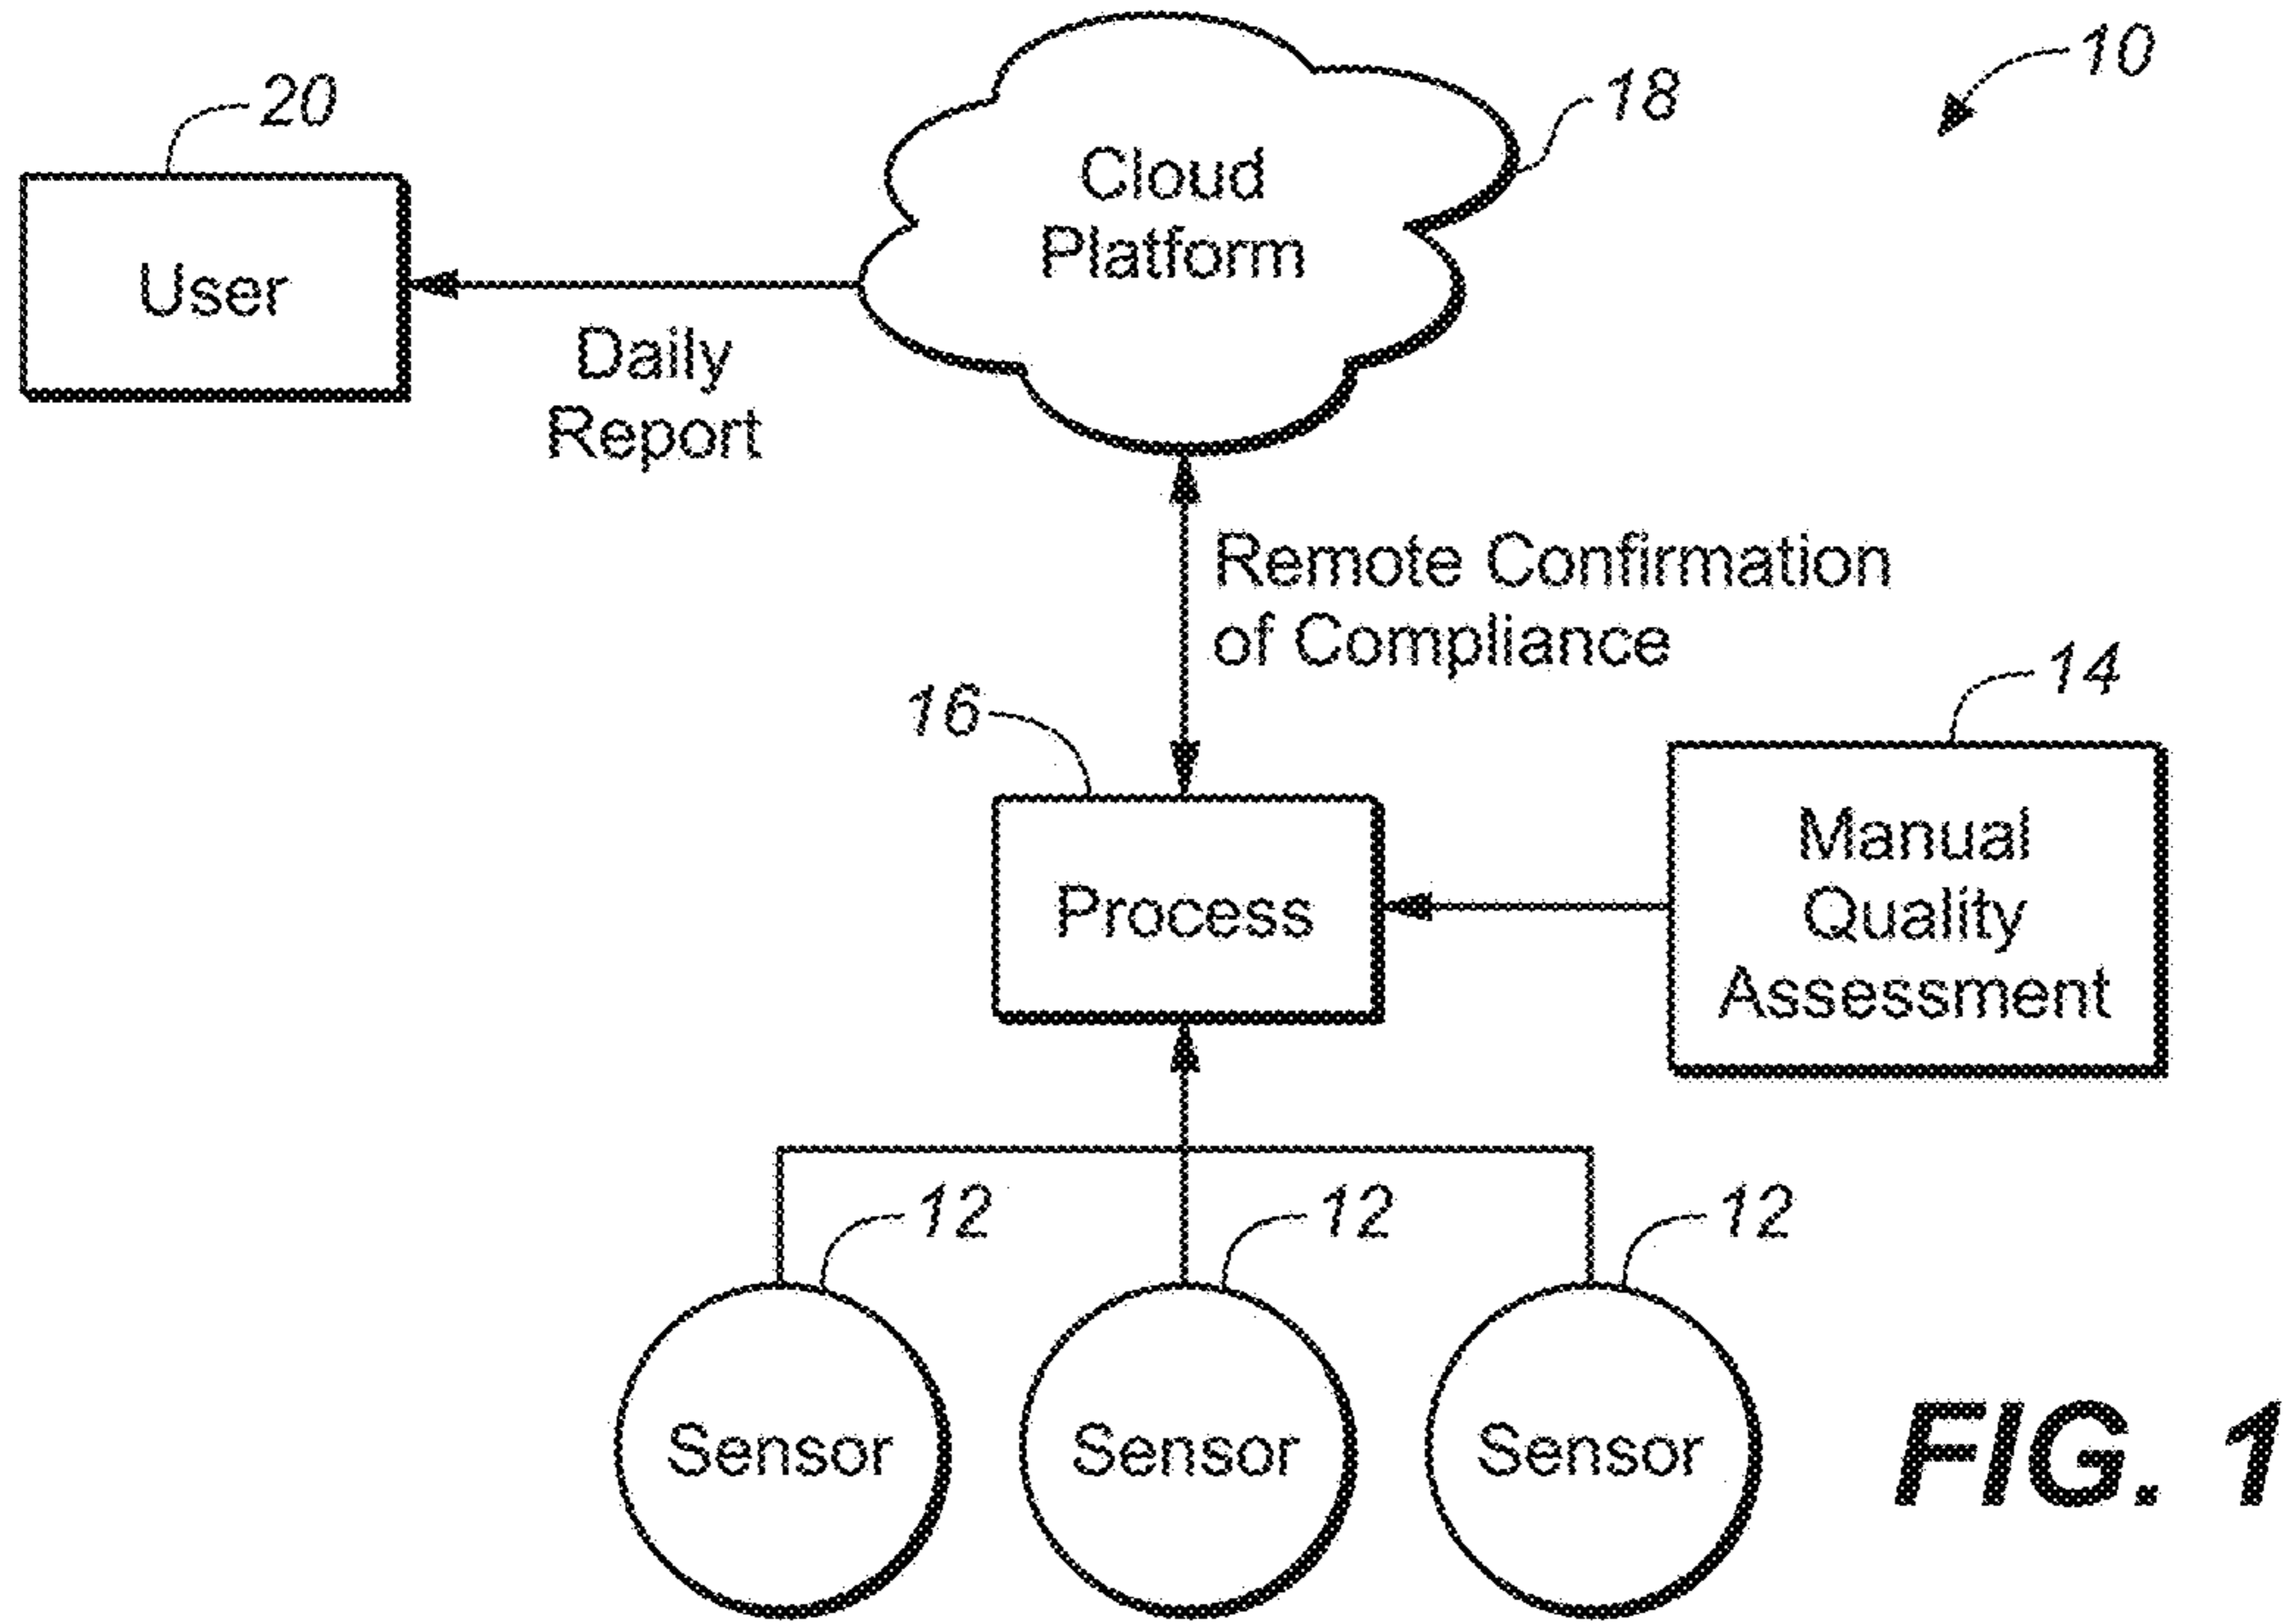 10
20
18
Cloud
Platform
User
Daily
Report
Remote Confirmation
of Compliance
14
16
Manual
Quality
Assessment
Process
12
12
12
Sensor
Sensor
Sensor
FIG. 1